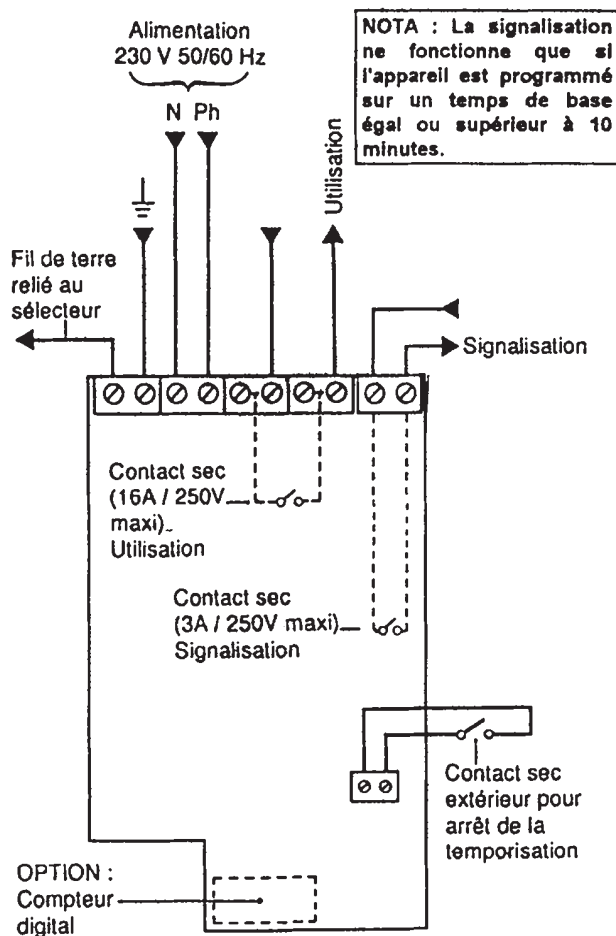 Alimentation
230 V 50/60 Hz
N Ph
NOTA : La signalisation
ne fonctionne que si
l'appareil est programmé
sur un temps de base
égal ou supérieur à 10
minutes.
Utilisation
Fil de terre
relié au
sélecteur
Signalisation
Contact sec
(16A / 250V
maxi)
Utilisation
Contact sec
(3A / 250V maxi)
Signalisation
Contact sec
extérieur pour
arrêt de la
temporisation
OPTION :
Compteur
digital